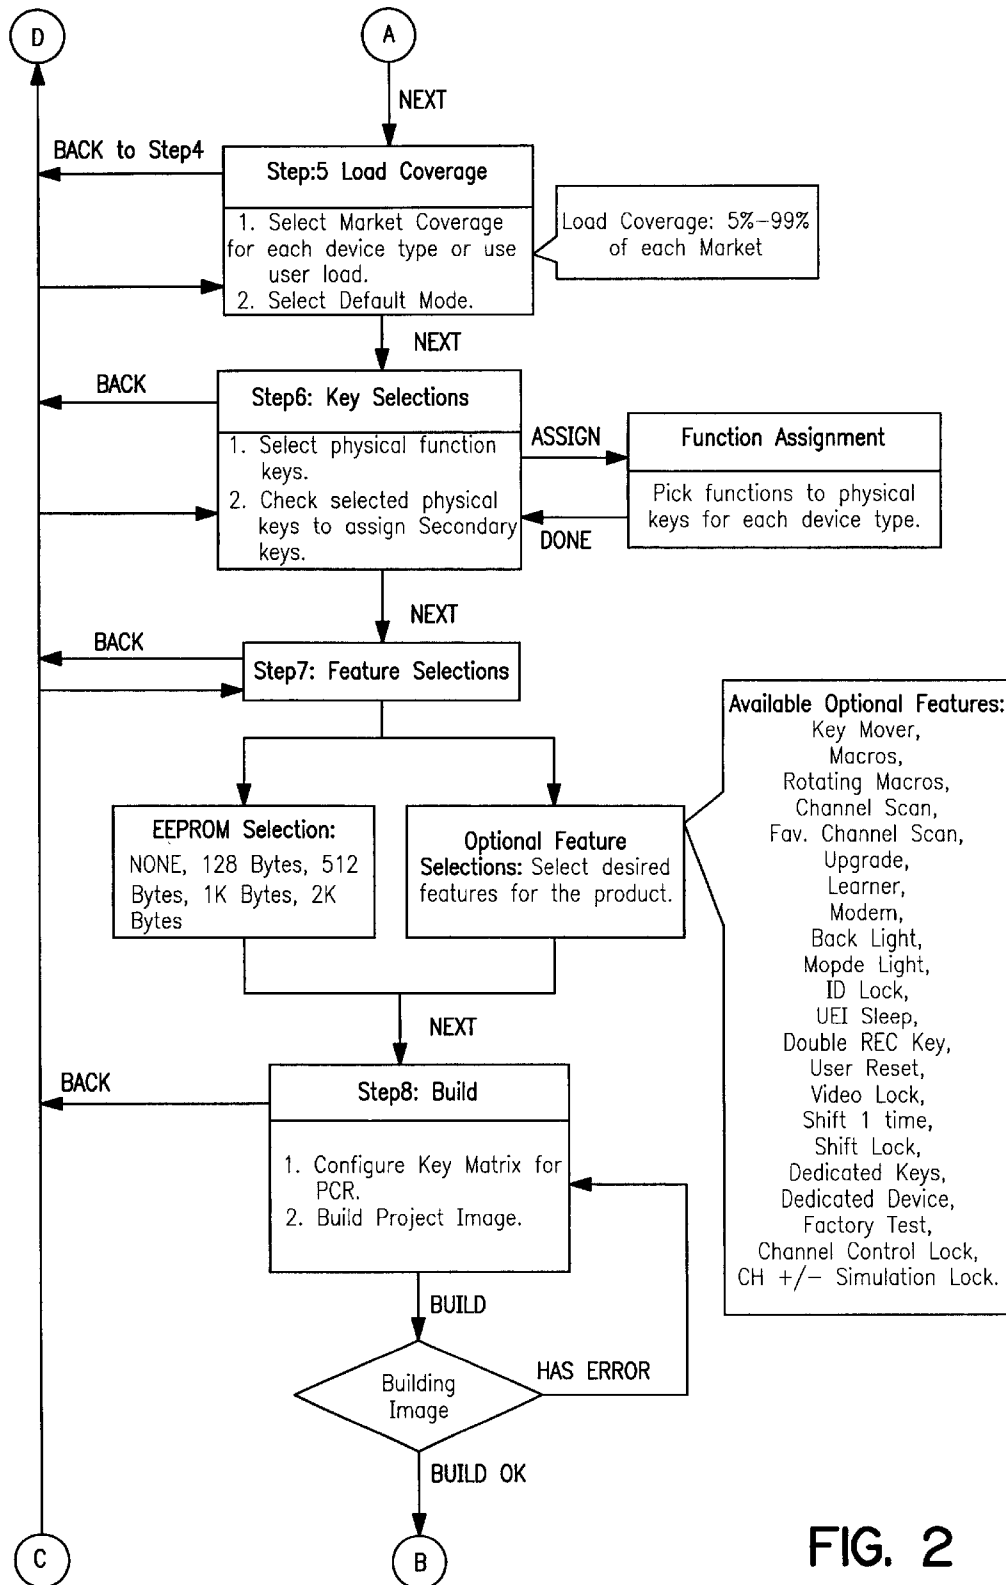 D
A
NEXT
BACK to Step4
Step:5 Load Coverage
1. Select Market Coverage
for each device type or use
user load.
2. Select Default Mode.
Load Coverage: 5%-99%
of each Market
NEXT
BACK
Step6: Key Selections
1. Select physical function
keys.
2. Check selected physical
keys to assign Secondary
keys.
ASSIGN
DONE
Function Assignment
Pick functions to physical
keys for each device type.
NEXT
BACK
Step7: Feature Selections
EEPROM Selection:
NONE, 128 Bytes, 512
Bytes, 1K Bytes, 2K
Bytes
Optional Feature
Selections: Select desired
features for the product.
Available Optional Features:
Key Mover,
Macros,
Rotating Macros,
Channel Scan,
Fav. Channel Scan,
Upgrade,
Learner,
Modem,
Back Light,
Mopde Light,
ID Lock,
UEI Sleep,
Double REC Key,
User Reset,
Video Lock,
Shift 1 time,
Shift Lock,
Dedicated Keys,
Dedicated Device,
Factory Test,
Channel Control Lock,
CH +/- Simulation Lock.
NEXT
BACK
Step8: Build
1. Configure Key Matrix for
PCR.
2. Build Project Image.
BUILD
Building
Image
HAS ERROR
BUILD OK
C
B
FIG. 2